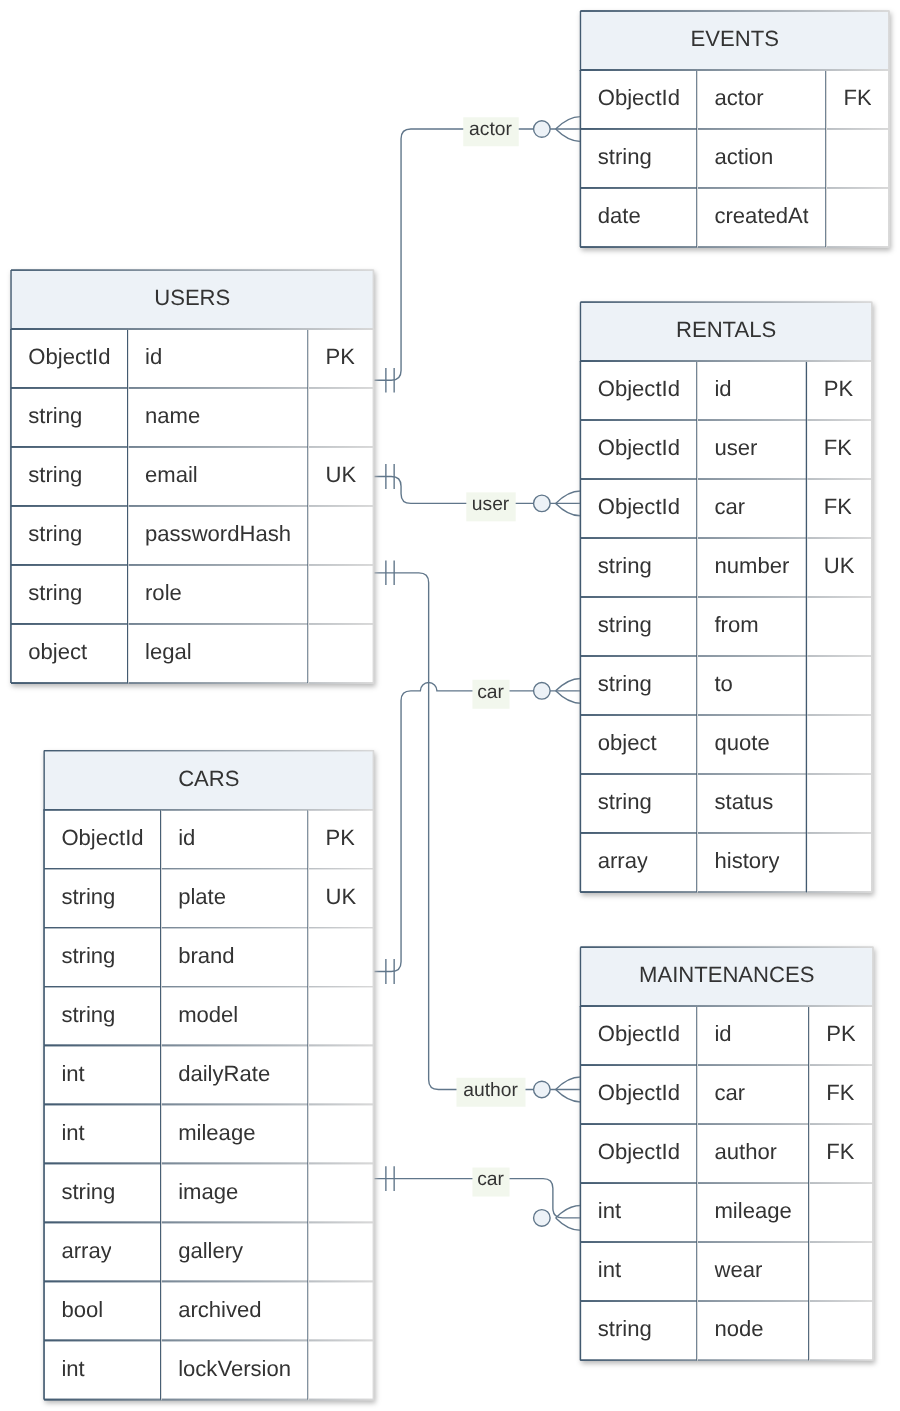 EVENTS
ObjectId actor FK
string action
date createdAt
actor
USERS
ObjectId id PK
string name
string email UK
string passwordHash
string role
object legal
user
RENTALS
ObjectId id PK
ObjectId user FK
ObjectId car FK
string number UK
string from
string to
object quote
string status
array history
car
CARS
ObjectId id PK
string plate UK
string brand
string model
int dailyRate
int mileage
string image
array gallery
bool archived
int lockVersion
author
car
MAINTENANCES
ObjectId id PK
ObjectId car FK
ObjectId author FK
int mileage
int wear
string node